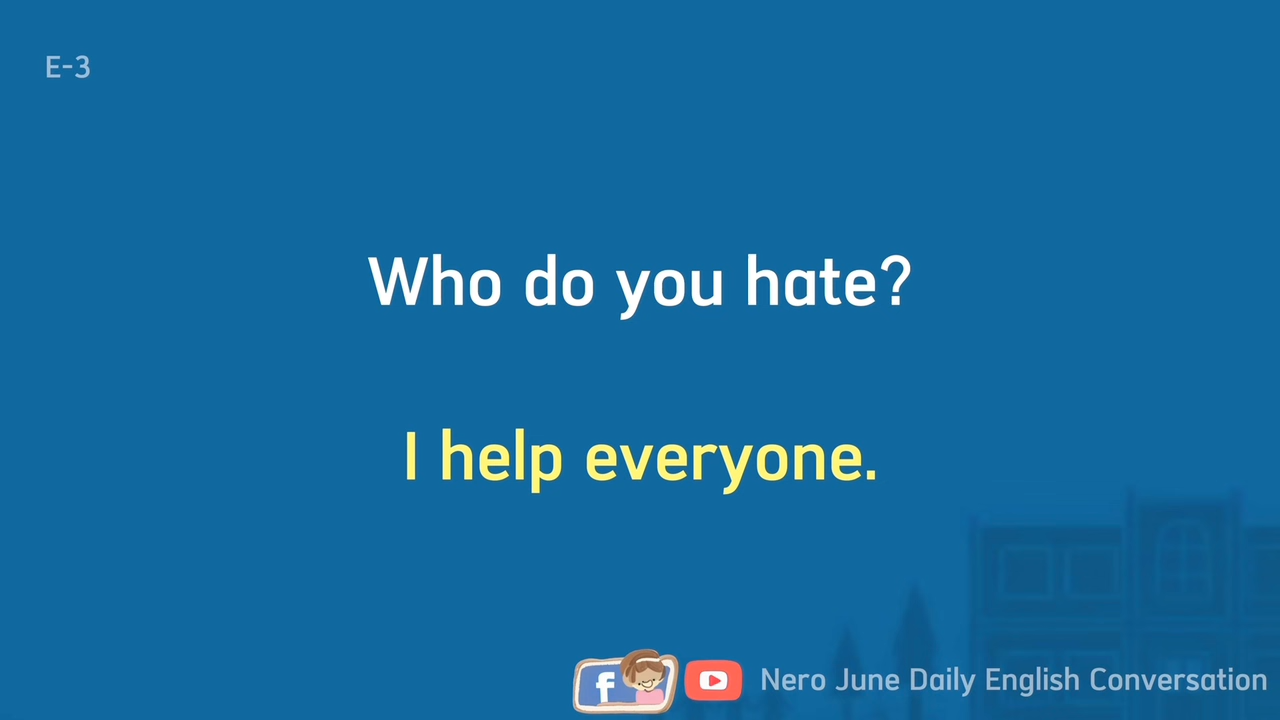 E-3
Who do you hate?
I help everyone.
f
Nero June Daily English Conversation